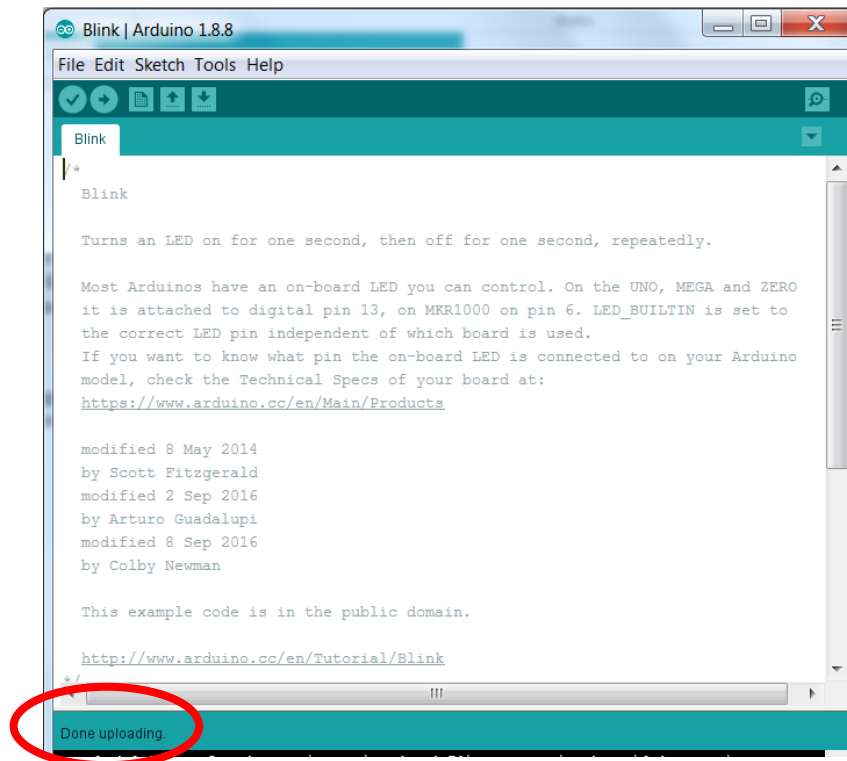 Blink | Arduino 1.8.8
File Edit Sketch Tools Help
Blink
/*
Blink
Turns an LED on for one second, then off for one second, repeatedly.
Most Arduinos have an on-board LED you can control. On the UNO, MEGA and ZERO
it is attached to digital pin 13, on MKR1000 on pin 6. LED_BUILTIN is set to
the correct LED pin independent of which board is used.
If you want to know what pin the on-board LED is connected to on your Arduino
model, check the Technical Specs of your board at:
https://www.arduino.cc/en/Main/Products
modified 8 May 2014
by Scott Fitzgerald
modified 2 Sep 2016
by Arturo Guadalupi
modified 8 Sep 2016
by Colby Newman
This example code is in the public domain.
http://www.arduino.cc/en/Tutorial/Blink
*/
Done uploading.